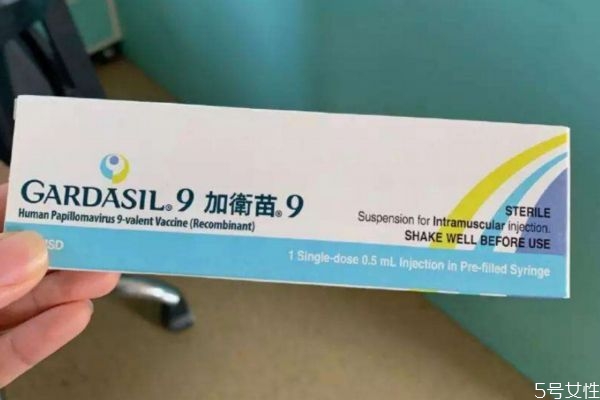 GARDASIL®9 加衛苗®9
Human Papillomavirus 9-valent Vaccine (Recombinant)
STERILE
Suspension for Intramuscular injection.
SHAKE WELL BEFORE USE
MSD
1 Single-dose 0.5 mL Injection in Pre-filled Syringe
5号女性